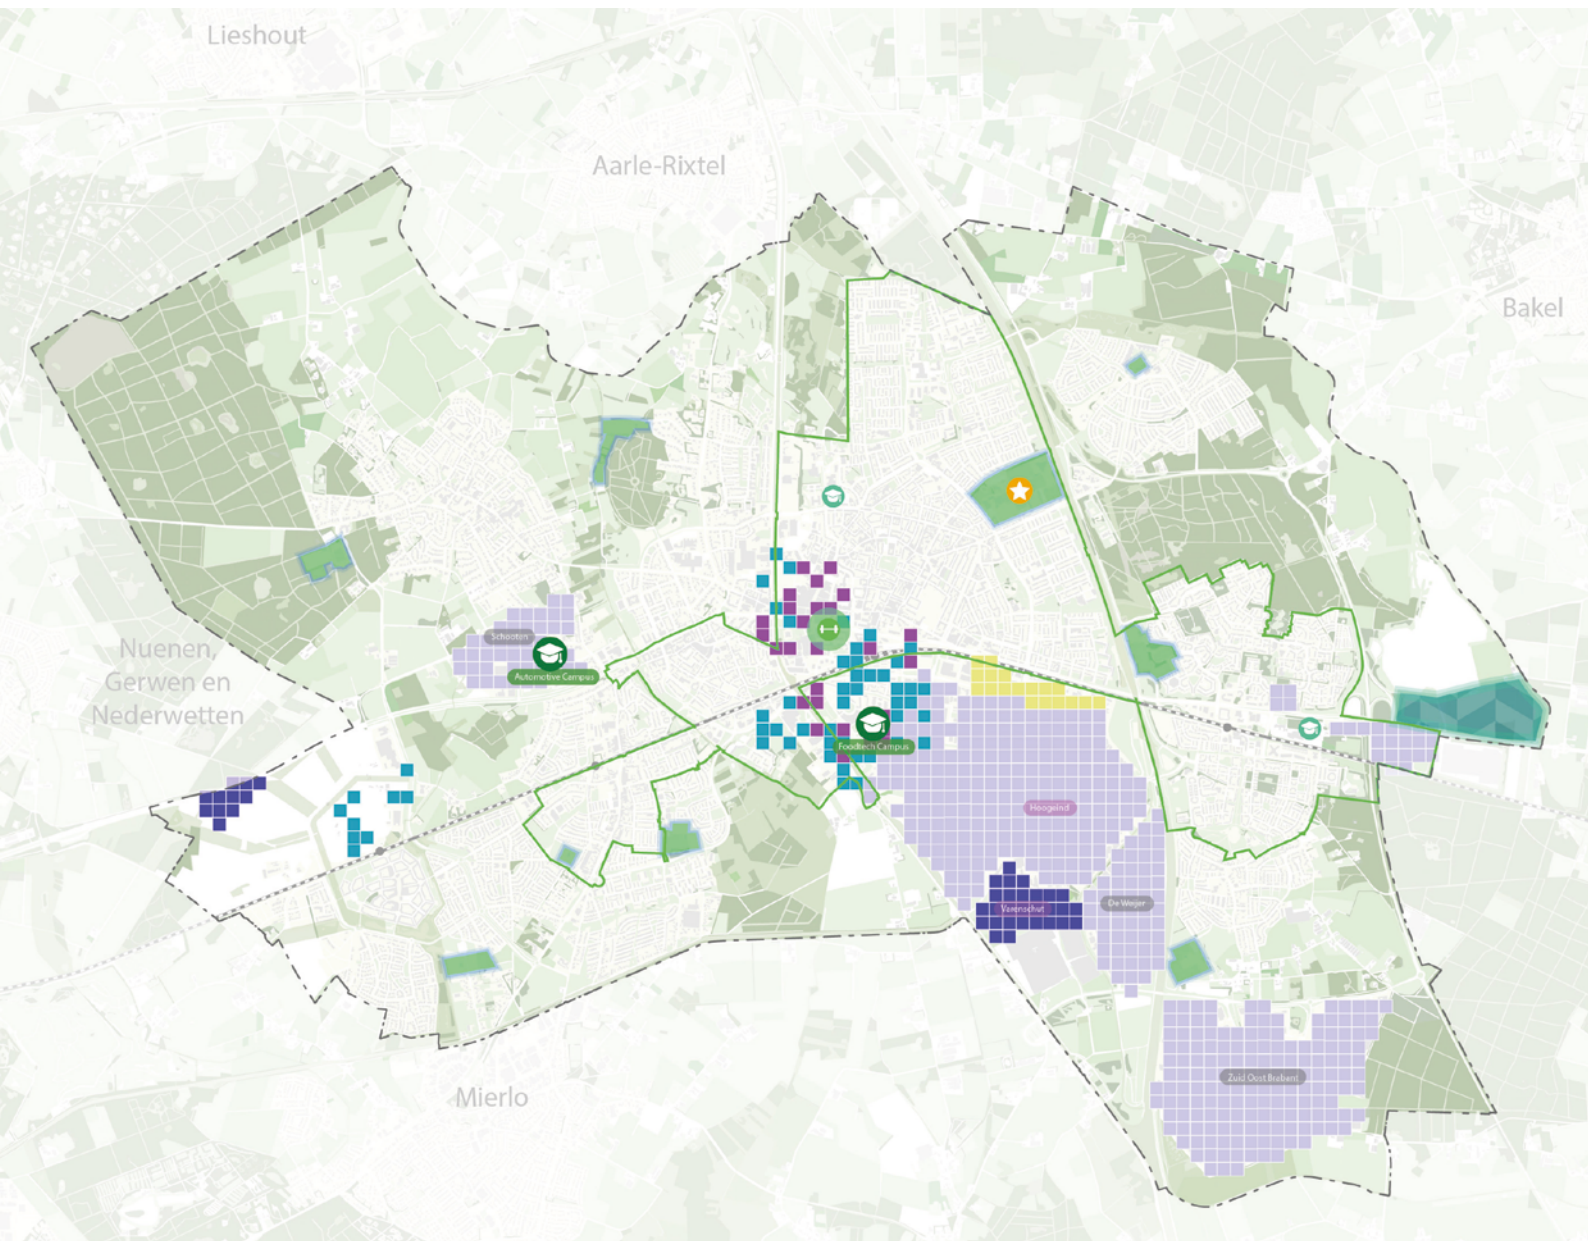 Lieshout
Aarle-Rixtel
Bakel
Nuenen,
Gerwen en
Nederwetten
Schooten
Automotive Campus
Foodtech Campus
Hoogeind
Varenschut
De Weijer
Zuid Oost Brabant
Mierlo